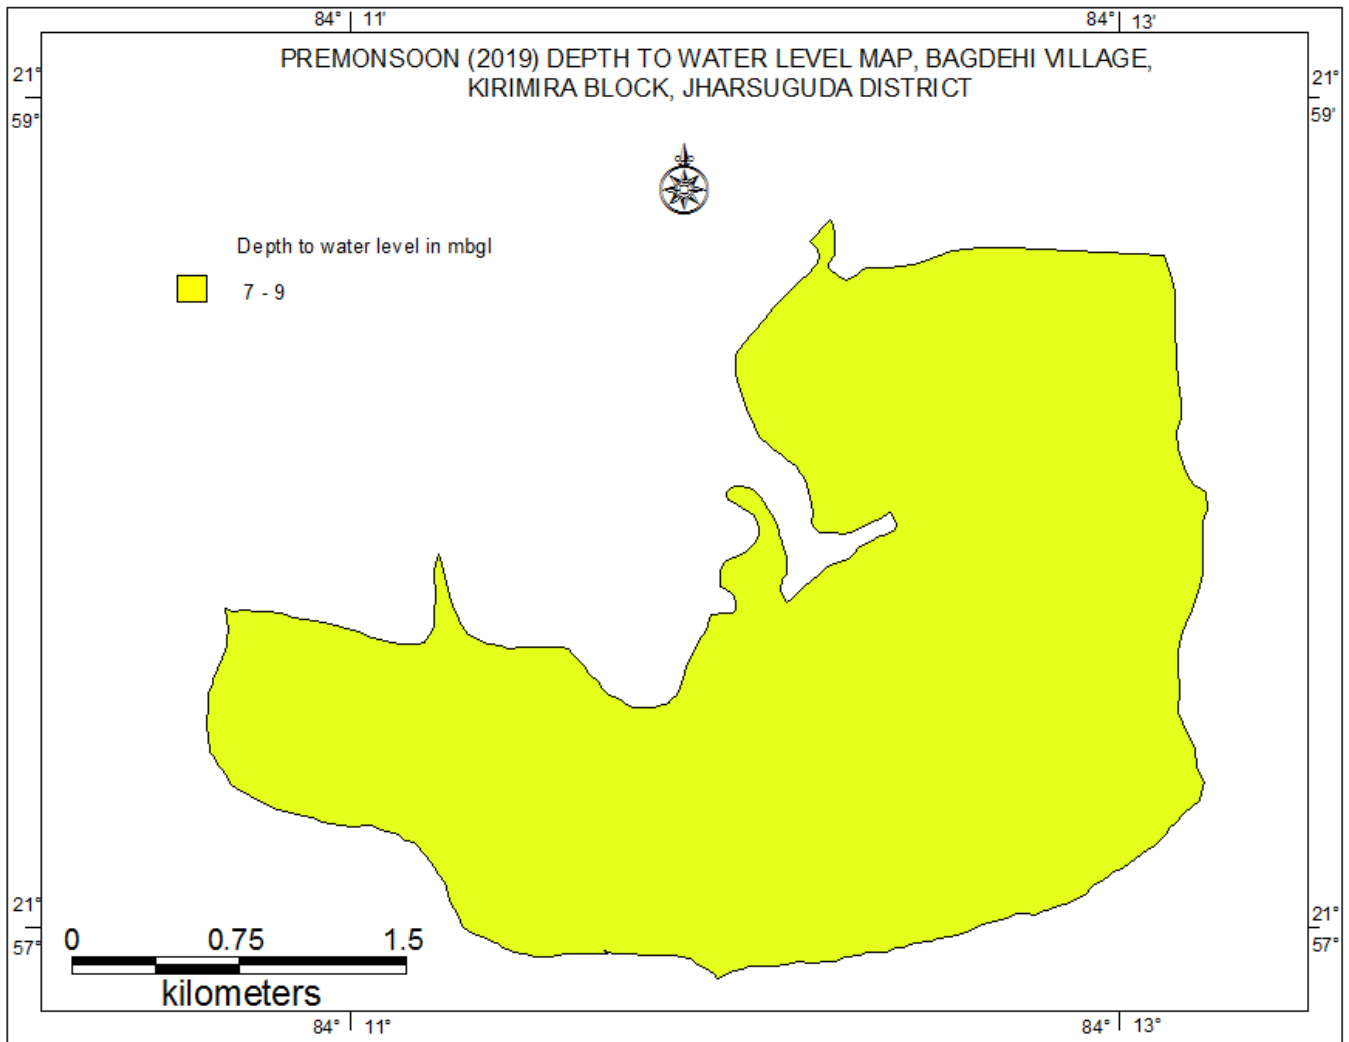 84° 11' 84° 13'
PREMONSOON (2019) DEPTH TO WATER LEVEL MAP, BAGDEHI VILLAGE,
KIRIMIRA BLOCK, JHARSUGUDA DISTRICT
21°
59°
21°
59'
Depth to water level in mbgl
7 - 9
21°
57°
21°
57°
0 0.75 1.5
kilometers
84° 11° 84° 13°